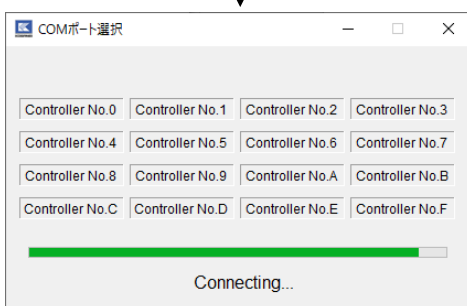 COMポート選択
Controller No.0 Controller No.1 Controller No.2 Controller No.3
Controller No.4 Controller No.5 Controller No.6 Controller No.7
Controller No.8 Controller No.9 Controller No.A Controller No.B
Controller No.C Controller No.D Controller No.E Controller No.F
Connecting...